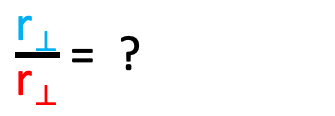 r⊥
r⊥ = ?